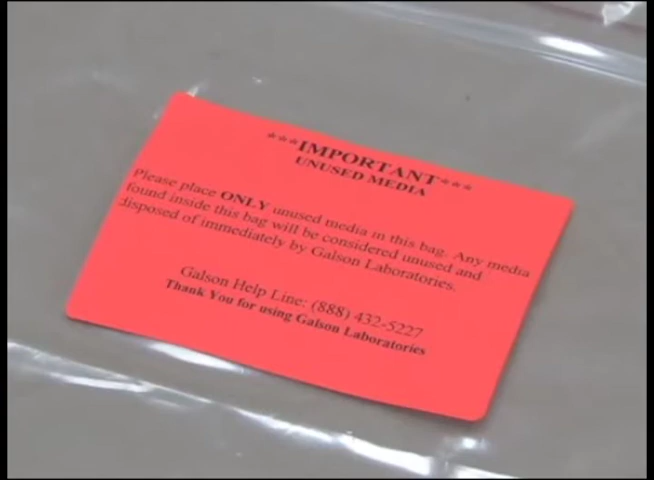 ***IMPORTANT***
UNUSED MEDIA
Please place ONLY unused media in this bag. Any media
found inside this bag will be considered unused and
disposed of immediately by Galson Laboratories.
Galson Help Line: (888) 432-5227
Thank You for using Galson Laboratories